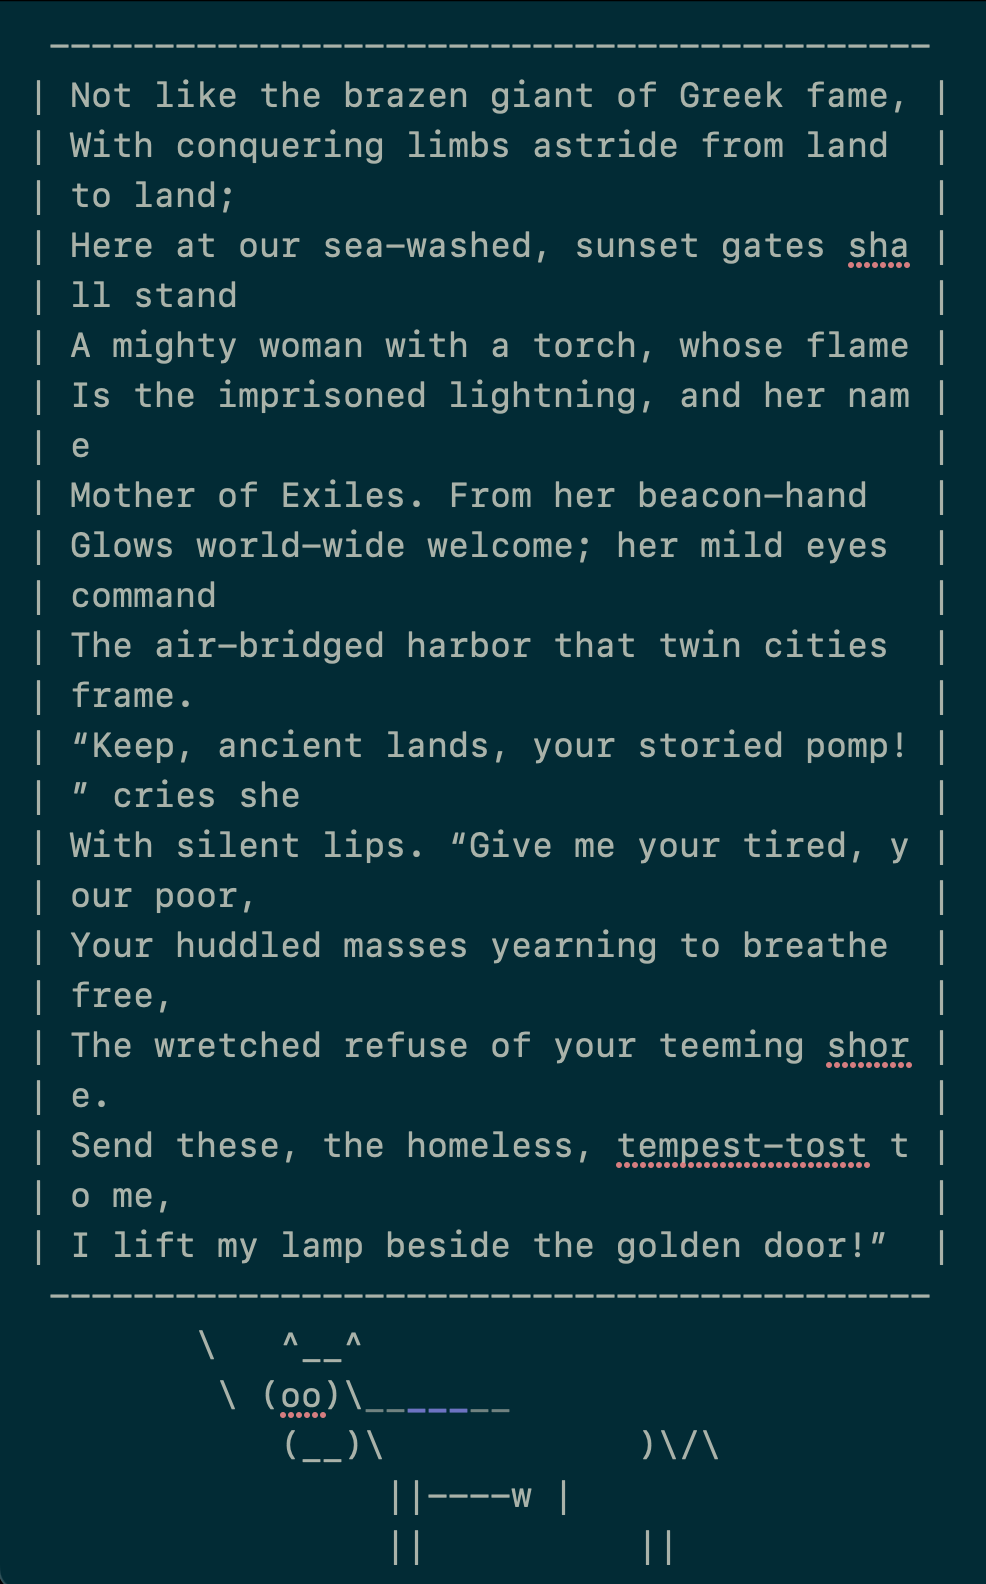 ------------------------------------------
| Not like the brazen giant of Greek fame, |
| With conquering limbs astride from land  |
| to land;                                 |
| Here at our sea-washed, sunset gates sha |
| ll stand                                 |
| A mighty woman with a torch, whose flame |
| Is the imprisoned lightning, and her nam |
| e                                        |
| Mother of Exiles. From her beacon-hand   |
| Glows world-wide welcome; her mild eyes  |
| command                                  |
| The air-bridged harbor that twin cities  |
| frame.                                   |
| “Keep, ancient lands, your storied pomp! |
| ” cries she                              |
| With silent lips. “Give me your tired, y |
| our poor,                                |
| Your huddled masses yearning to breathe  |
| free,                                    |
| The wretched refuse of your teeming shor |
| e.                                       |
| Send these, the homeless, tempest-tost t |
| o me,                                    |
| I lift my lamp beside the golden door!”  |
------------------------------------------
        \   ^__^
         \ (oo)\_______
            (__)\            )\/\
                 ||----w |
                 ||          ||